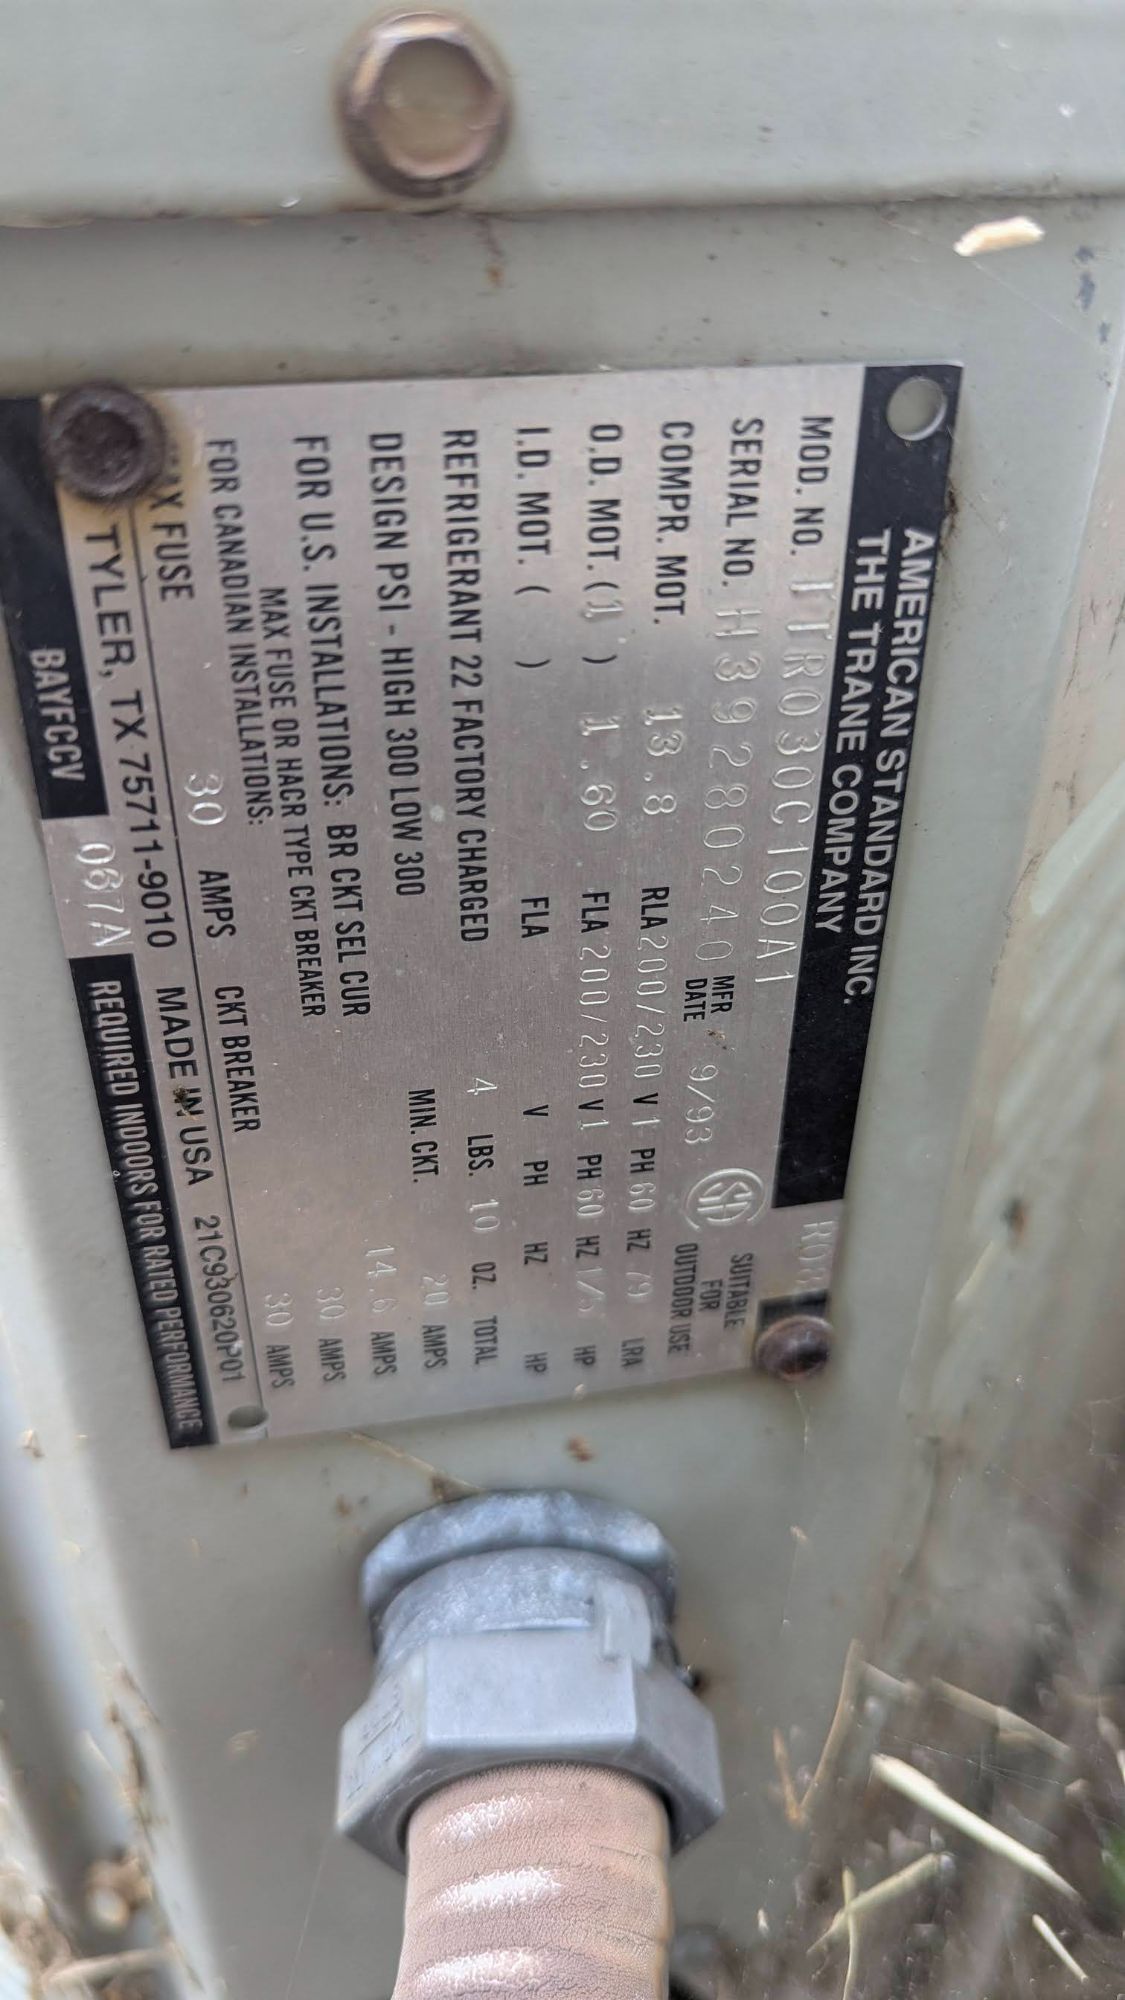 AMERICAN STANDARD INC.
THE TRANE COMPANY
MOD. NO. TTR030C100A1
SERIAL NO. H39280240 MFR DATE 9/93 SA SUITABLE FOR OUTDOOR USE
COMPR. MOT. 13.8 RLA 200/230 V 1 PH 60 HZ 79 LRA
O.D. MOT. (1) 1.60 FLA 200/230 V 1 PH 60 HZ 1/5 HP
I.D. MOT. ( ) FLA V PH HZ HP
REFRIGERANT 22 FACTORY CHARGED 4 LBS. 10 OZ. TOTAL
DESIGN PSI - HIGH 300 LOW 300 MIN. CKT. 20 AMPS
FOR U.S. INSTALLATIONS: BR CKT SEL CUR 14.6 AMPS
MAX FUSE OR HACR TYPE CKT BREAKER 30 AMPS
FOR CANADIAN INSTALLATIONS:
FUSE 30 AMPS CKT BREAKER 30 AMPS
TYLER, TX 75711-9010 MADE IN USA 21C930620P01
BAYFCCV 067A REQUIRED INDOORS FOR RATED PERFORMANCE